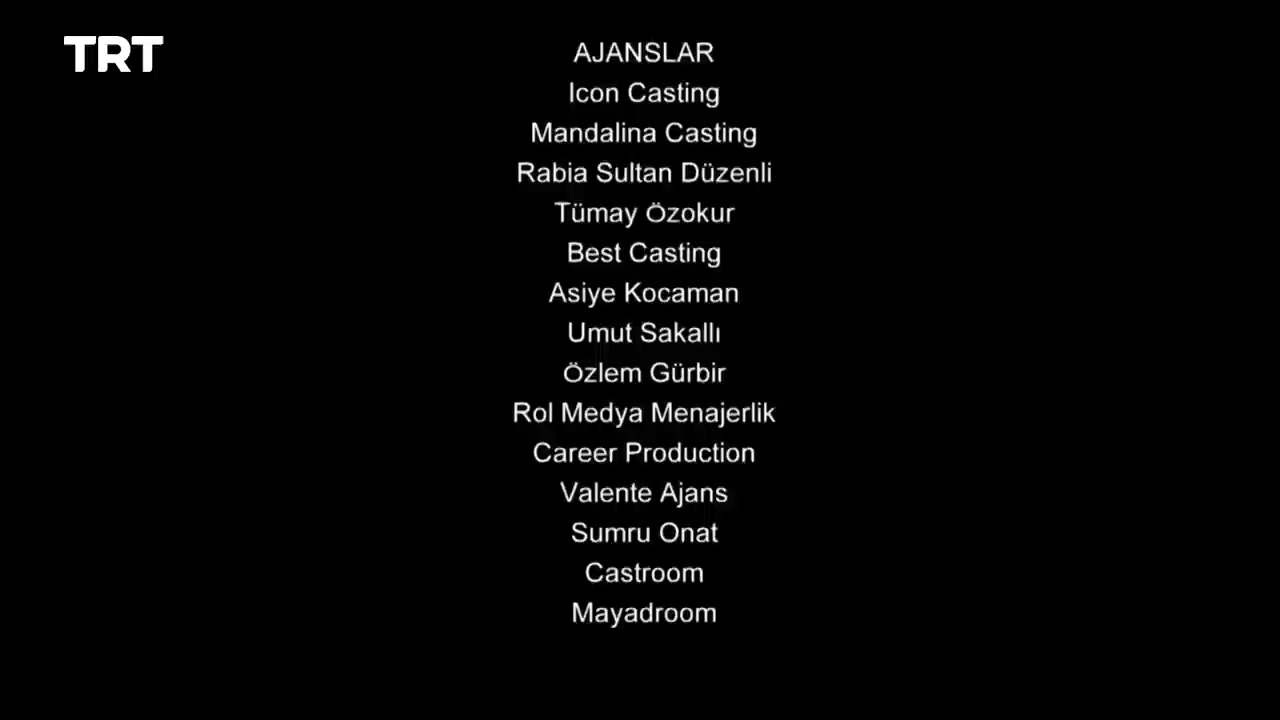 TRT
AJANSLAR
Icon Casting
Mandalina Casting
Rabia Sultan Düzenli
Tümay Özokur
Best Casting
Asiye Kocaman
Umut Sakallı
Özlem Gürbir
Rol Medya Menajerlik
Career Production
Valente Ajans
Sumru Onat
Castroom
Mayadroom